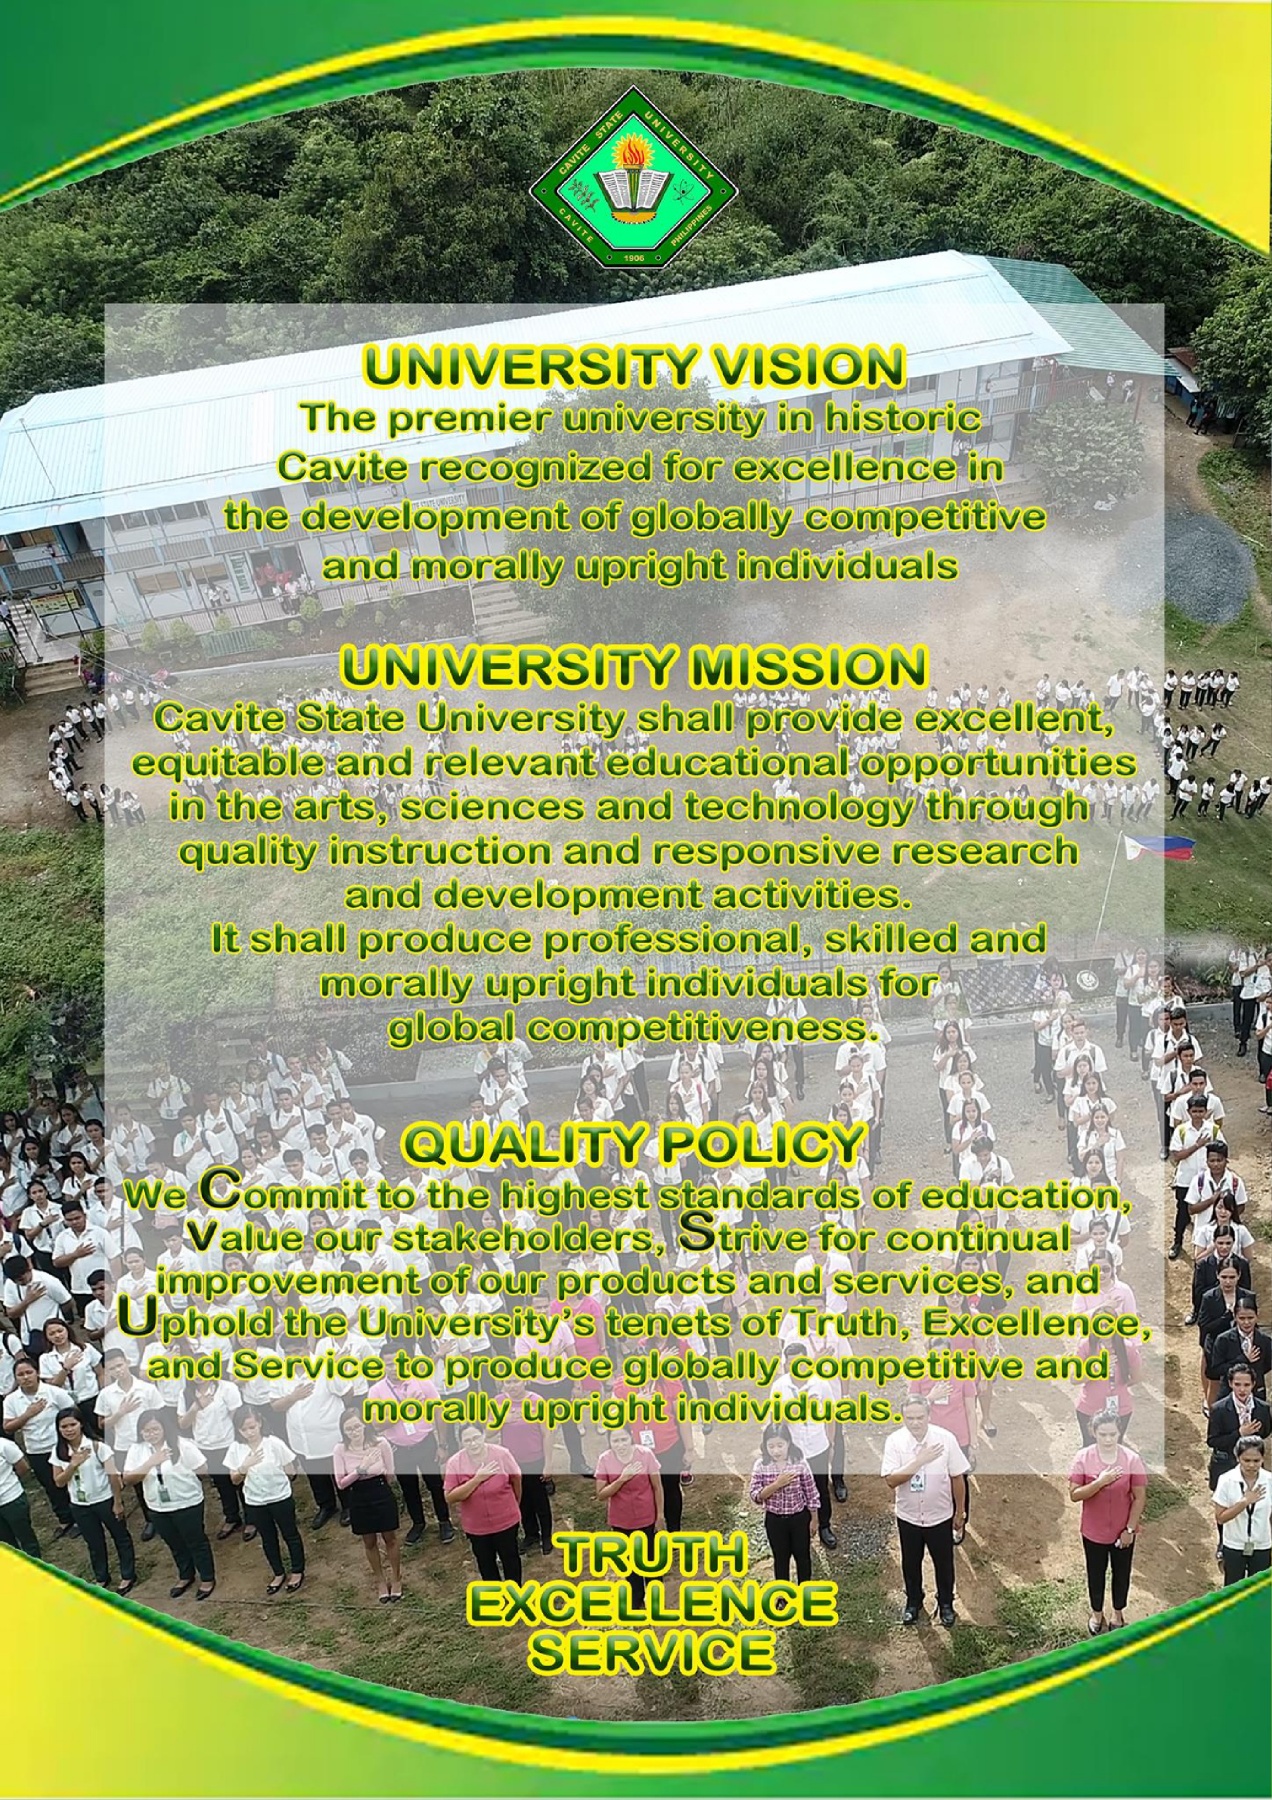 CAVITE STATE UNIVERSITY
CAVITE PHILIPPINES
1906
UNIVERSITY VISION
The premier university in historic
Cavite recognized for excellence in
the development of globally competitive
and morally upright individuals
UNIVERSITY MISSION
Cavite State University shall provide excellent,
equitable and relevant educational opportunities
in the arts, sciences and technology through
quality instruction and responsive research
and development activities.
It shall produce professional, skilled and
morally upright individuals for
global competitiveness.
QUALITY POLICY
We Commit to the highest standards of education,
Value our stakeholders, Strive for continual
improvement of our products and services, and
Uphold the University’s tenets of Truth, Excellence,
and Service to produce globally competitive and
morally upright individuals.
TRUTH
EXCELLENCE
SERVICE